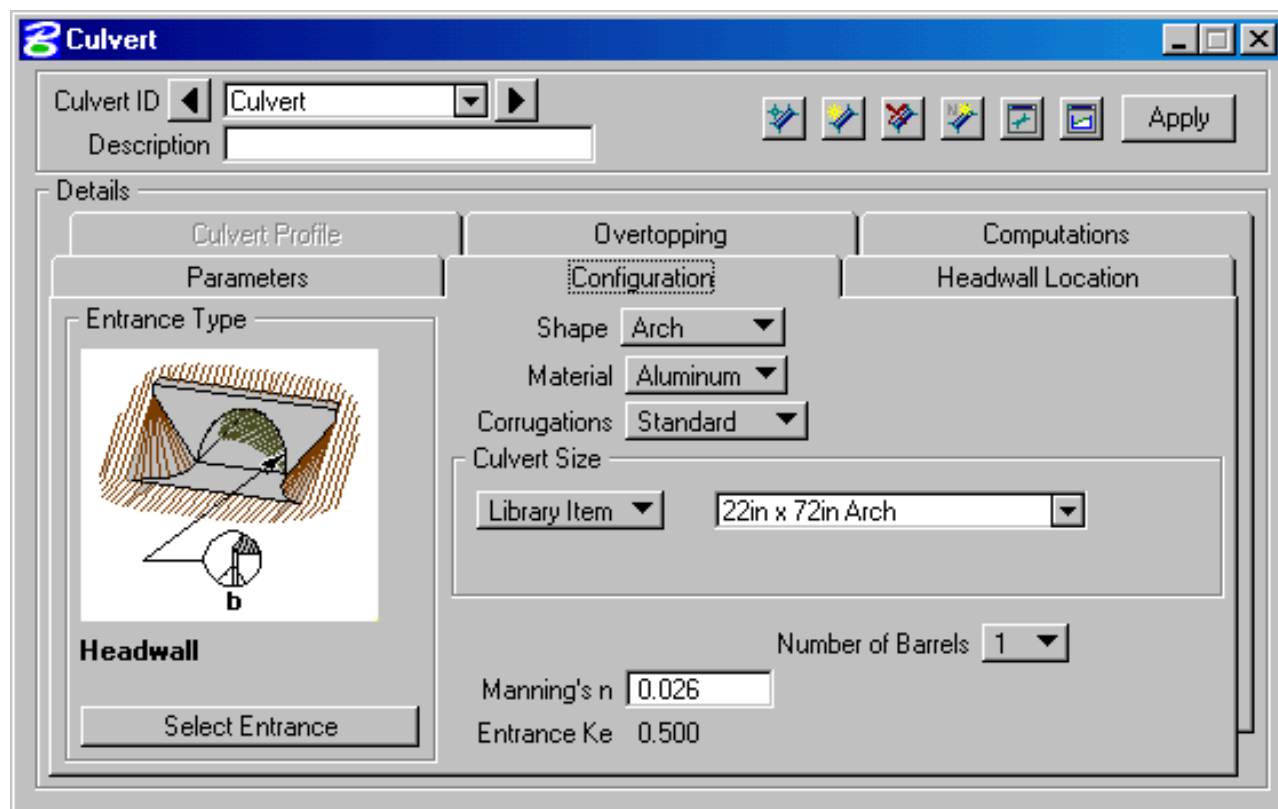 Culvert
Culvert ID Culvert
Description
Apply
Details
Culvert Profile Overtopping Computations
Parameters Configuration Headwall Location
Entrance Type
Shape Arch
Material Aluminum
Corrugations Standard
Culvert Size
Library Item 22in x 72in Arch
b
Headwall
Number of Barrels 1
Manning's n 0.026
Select Entrance
Entrance Ke 0.500